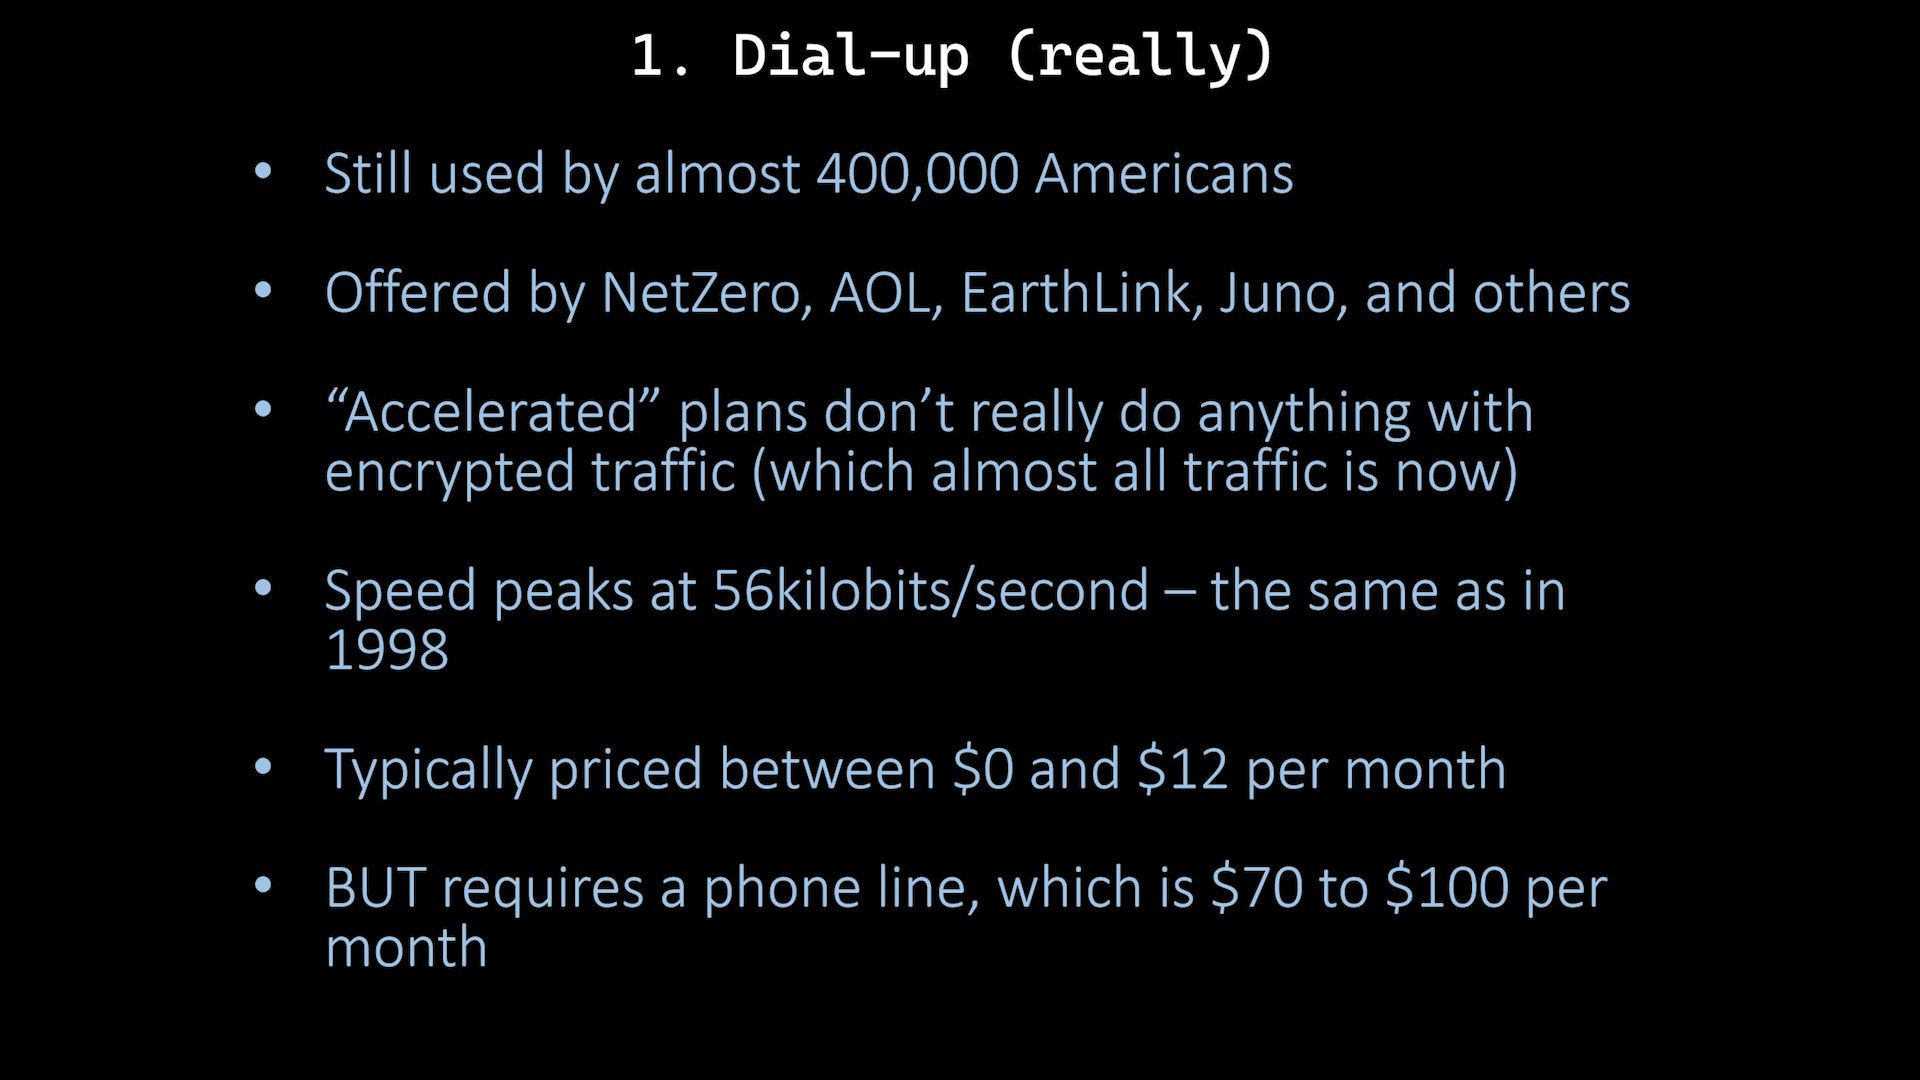 1. Dial-up (really)
• Still used by almost 400,000 Americans
• Offered by NetZero, AOL, EarthLink, Juno, and others
• “Accelerated” plans don’t really do anything with
encrypted traffic (which almost all traffic is now)
• Speed peaks at 56kilobits/second – the same as in
1998
• Typically priced between $0 and $12 per month
• BUT requires a phone line, which is $70 to $100 per
month